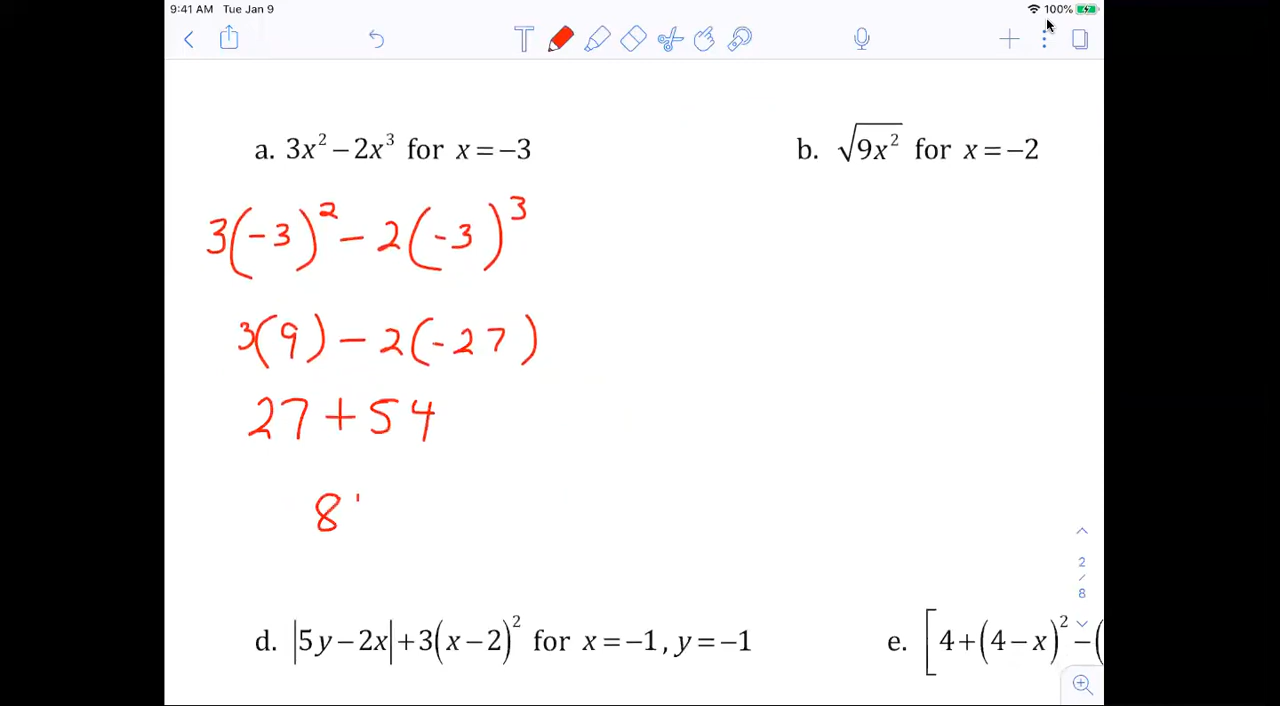 9:41 AM Tue Jan 9
100%
T
a. 3x² − 2x³ for x = −3
b. √9x² for x = −2
3(-3)² - 2(-3)³
3(9) - 2(-27)
27 + 54
8'
2
/
8
d. |5y − 2x| + 3(x − 2)² for x = −1, y = −1
e. [4 + (4 − x)² − (